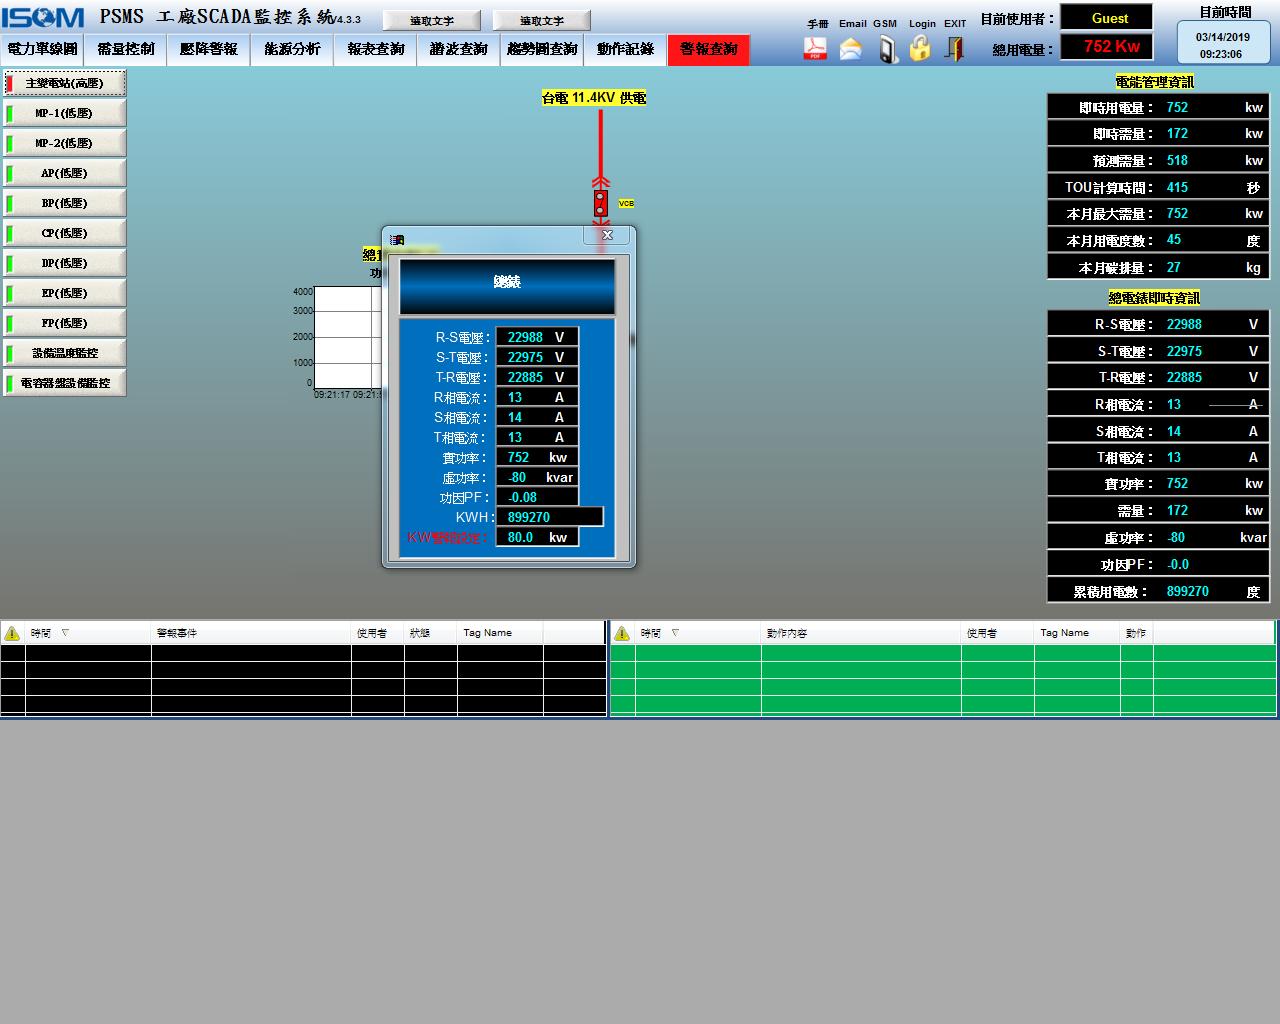 ISOM PSMS 工廠SCADA監控系統V4.3.3
選取文字 選取文字
手冊 Email GSM Login EXIT
目前使用者： Guest
總用電量： 752 Kw
目前時間
03/14/2019
09:23:06
電力單線圖 需量控制 壓降警報 能源分析 報表查詢 諧波查詢 趨勢圖查詢 動作記錄 警報查詢
主變電站(高壓)
MP-1(低壓)
MP-2(低壓)
AP(低壓)
BP(低壓)
CP(低壓)
DP(低壓)
EP(低壓)
FP(低壓)
設備溫度監控
電容器盤設備監控
台電 11.4KV 供電
VCB
總
功
4000
3000
2000
1000
0
09:21:17 09:21:
總錶
R-S電壓： 22988 V
S-T電壓： 22975 V
T-R電壓： 22885 V
R相電流： 13 A
S相電流： 14 A
T相電流： 13 A
實功率： 752 kw
虛功率： -80 kvar
功因PF： -0.08
KWH： 899270
KW警報設定： 80.0 kw
電能管理資訊
即時用電量： 752 kw
即時需量： 172 kw
預測需量： 518 kw
TOU計算時間： 415 秒
本月最大需量： 752 kw
本月用電度數： 45 度
本月碳排量： 27 kg
總電錶即時資訊
R-S電壓： 22988 V
S-T電壓： 22975 V
T-R電壓： 22885 V
R相電流： 13 A
S相電流： 14 A
T相電流： 13 A
實功率： 752 kw
需量： 172 kw
虛功率： -80 kvar
功因PF： -0.0
累積用電數： 899270 度
時間 警報事件 使用者 狀態 Tag Name
時間 動作內容 使用者 Tag Name 動作